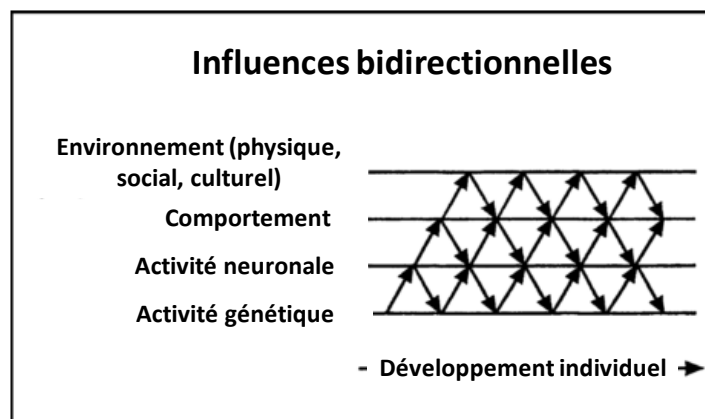 Influences bidirectionnelles
Environnement (physique,
social, culturel)
Comportement
Activité neuronale
Activité génétique
- Développement individuel